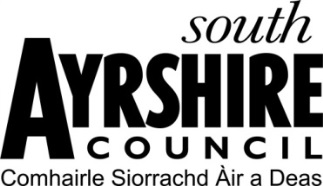 south
AYRSHIRE
COUNCIL
Comhairle Siorrachd Àir a Deas